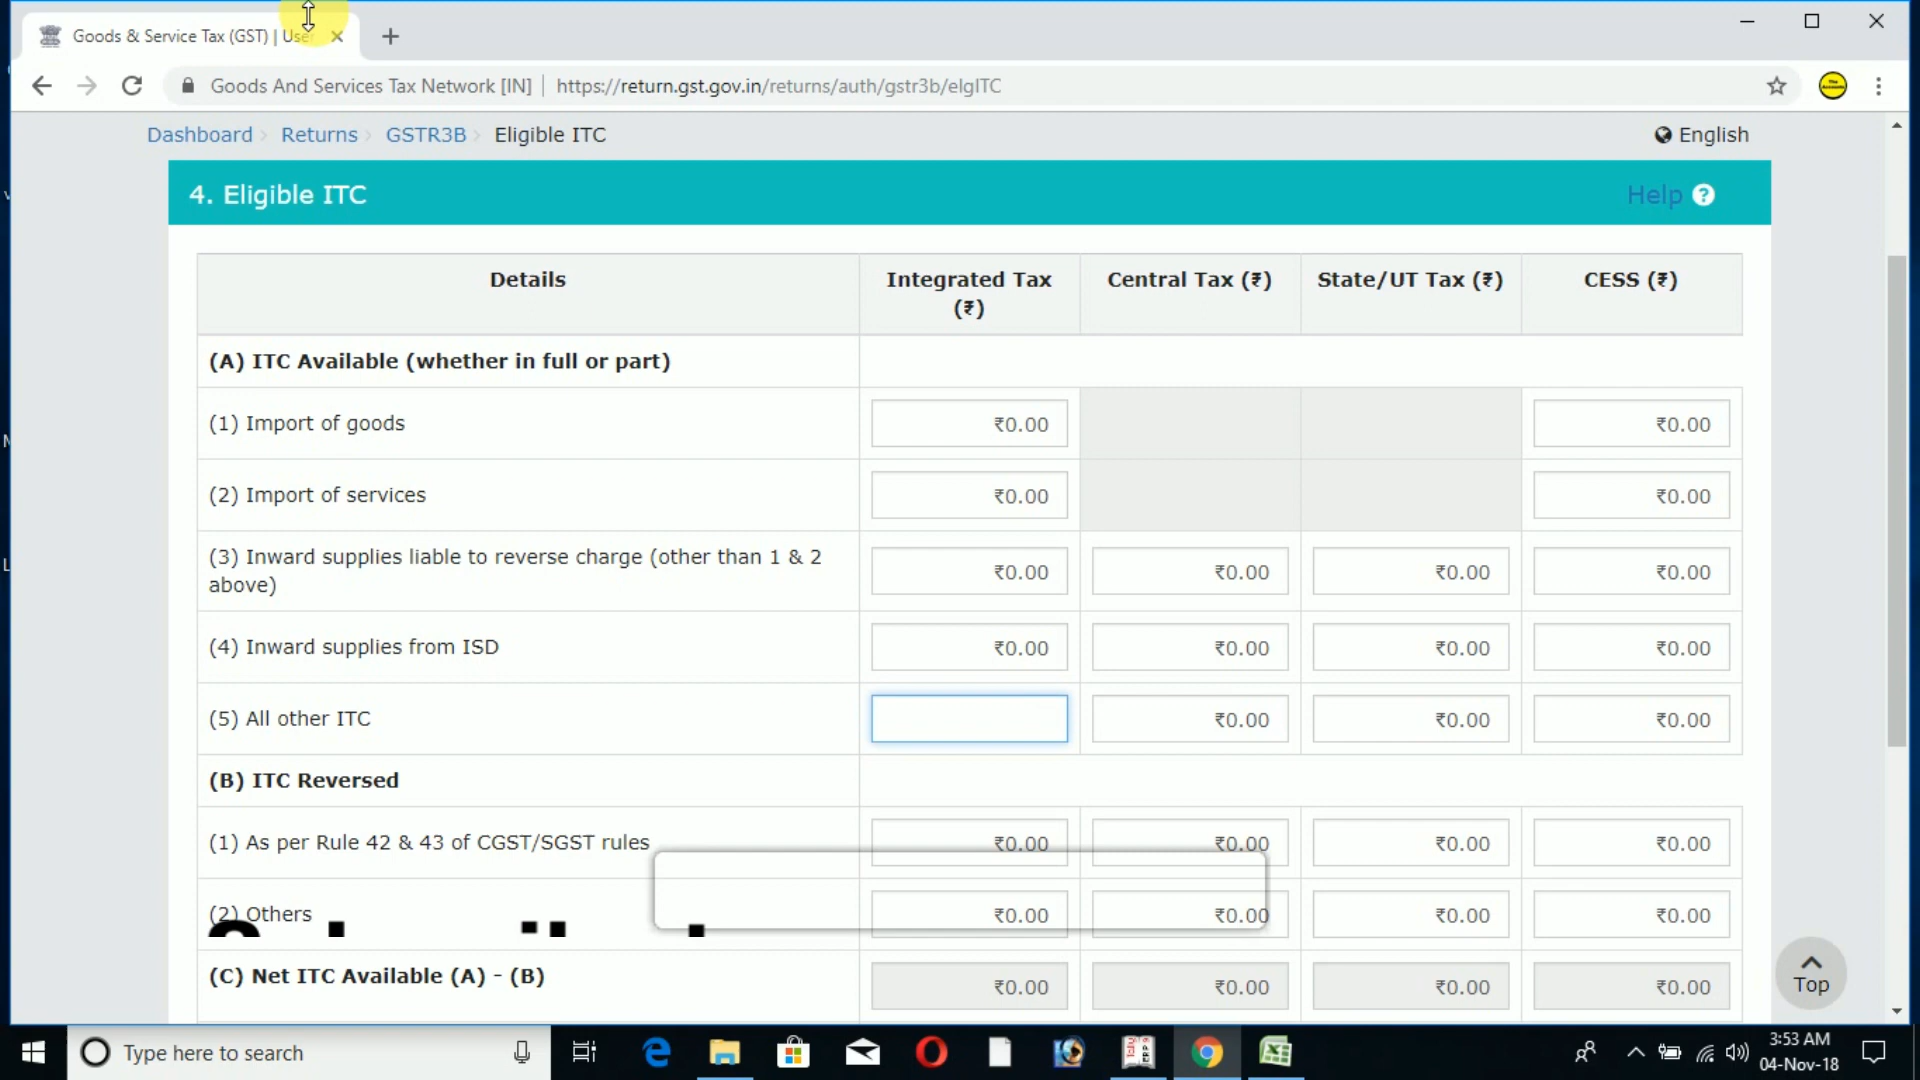 Goods & Service Tax (GST) | Use
Goods And Services Tax Network [IN] https://return.gst.gov.in/returns/auth/gstr3b/elgITC
Dashboard Returns GSTR3B Eligible ITC English
4. Eligible ITC Help
Details Integrated Tax (₹) Central Tax (₹) State/UT Tax (₹) CESS (₹)
(A) ITC Available (whether in full or part)
(1) Import of goods ₹0.00 ₹0.00
(2) Import of services ₹0.00 ₹0.00
(3) Inward supplies liable to reverse charge (other than 1 & 2
above) ₹0.00 ₹0.00 ₹0.00 ₹0.00
(4) Inward supplies from ISD ₹0.00 ₹0.00 ₹0.00 ₹0.00
(5) All other ITC ₹0.00 ₹0.00 ₹0.00
(B) ITC Reversed
(1) As per Rule 42 & 43 of CGST/SGST rules ₹0.00 ₹0.00 ₹0.00 ₹0.00
(2) Others ₹0.00 ₹0.00 ₹0.00 ₹0.00
(C) Net ITC Available (A) - (B) ₹0.00 ₹0.00 ₹0.00 ₹0.00
Top
Type here to search
3:53 AM
04-Nov-18